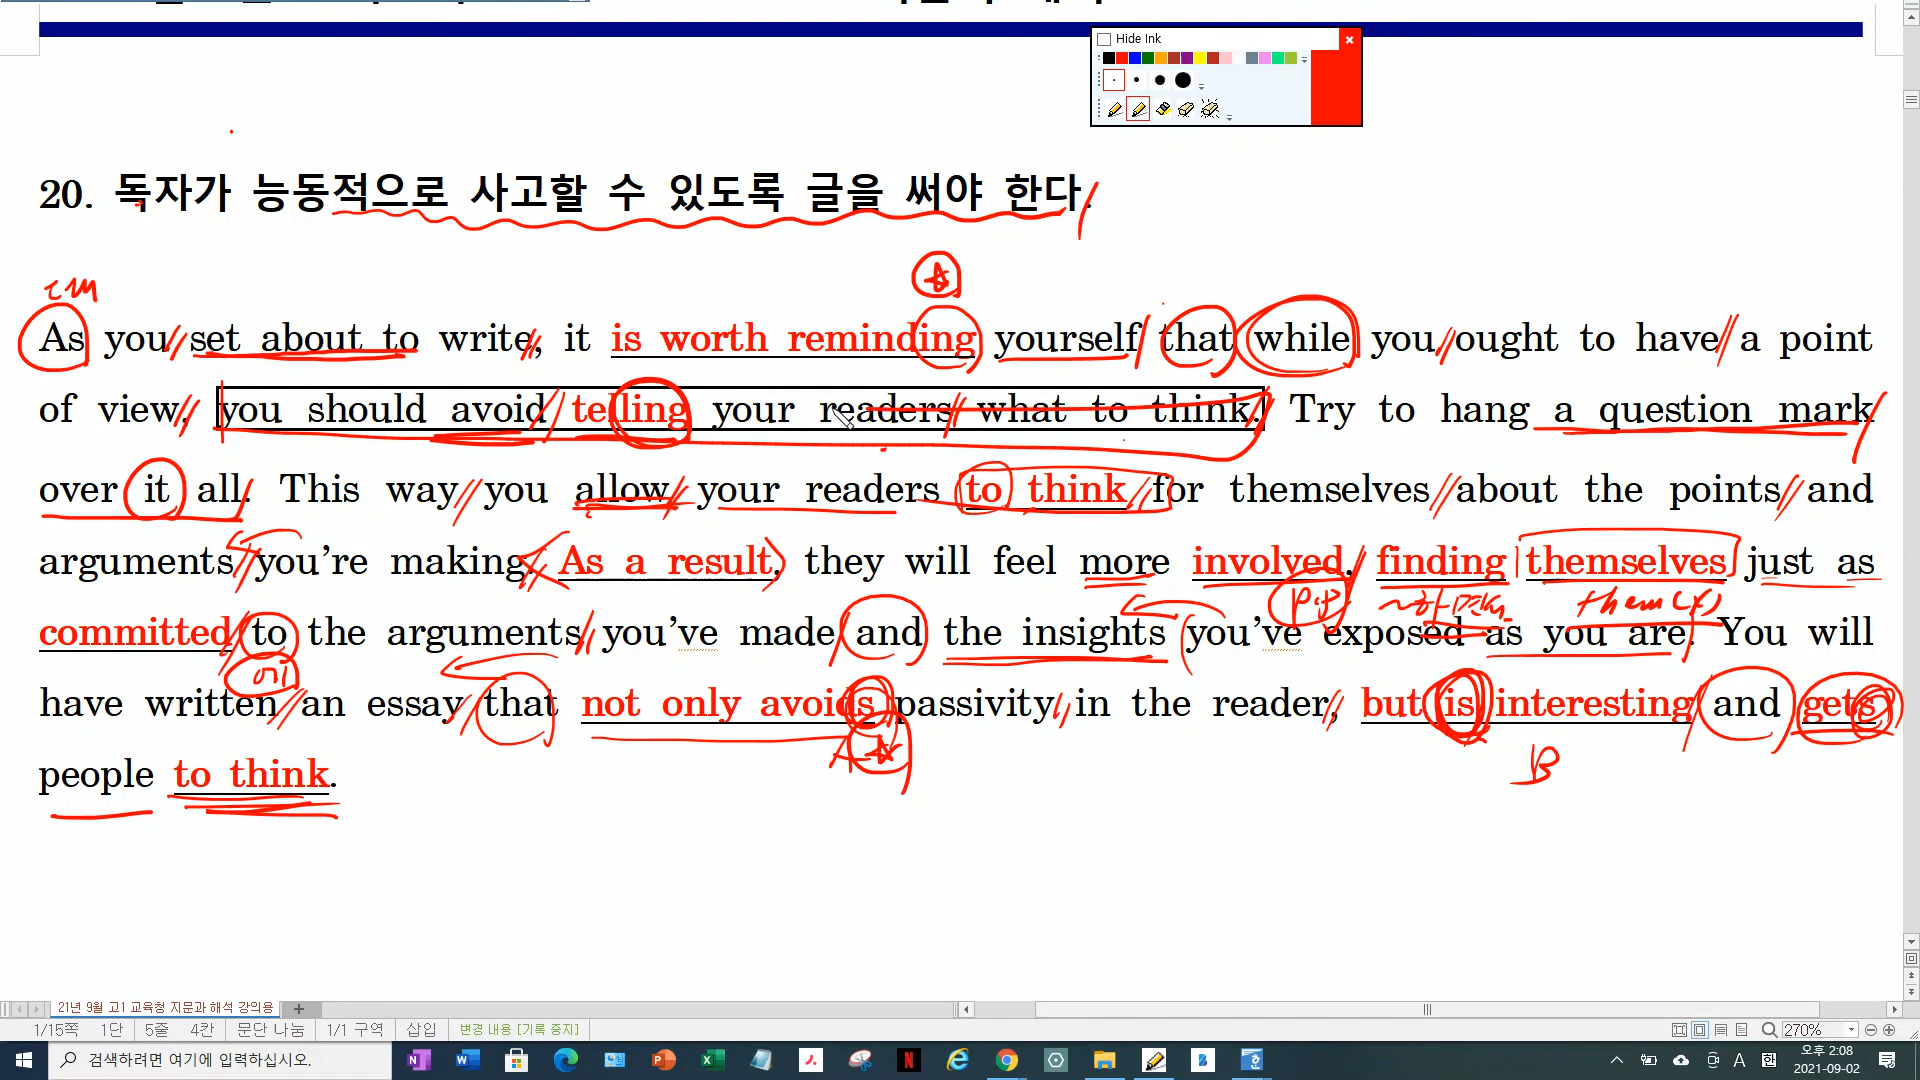 Hide Ink
20. 독자가 능동적으로 사고할 수 있도록 글을 써야 한다.
As you set about to write, it is worth reminding yourself that while you ought to have a point
of view, you should avoid telling your readers what to think. Try to hang a question mark
over it all. This way you allow your readers to think for themselves about the points and
arguments you're making. As a result, they will feel more involved, finding themselves just as
them(x)
committed to the arguments you've made and the insights you've exposed as you are. You will
have written an essay that not only avoids passivity in the reader, but is interesting and gets
B
people to think.
21년 9월 고1 교육청 지문과 해석 강의용
1/15쪽 1단 5줄 4칸 문단 나눔 1/1 구역 삽입 변경 내용 [기록 중지] 270%
검색하려면 여기에 입력하십시오. A 한 오후 2:08
2021-09-02